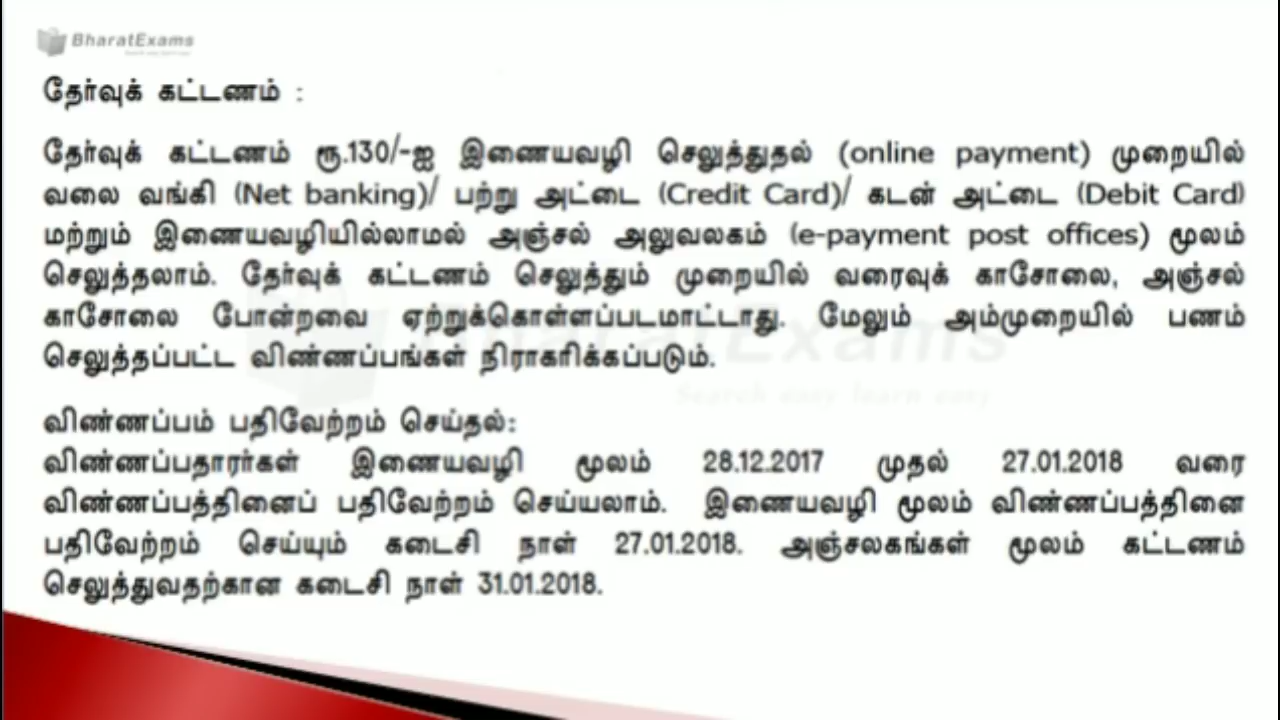 BharatExams
தேர்வுக் கட்டணம் :
தேர்வுக் கட்டணம் ரூ.130/-ஐ இணையவழி செலுத்துதல் (online payment) முறையில்
வலை வங்கி (Net banking)/ பற்று அட்டை (Credit Card)/ கடன் அட்டை (Debit Card)
மற்றும் இணையவழியில்லாமல் அஞ்சல் அலுவலகம் (e-payment post offices) மூலம்
செலுத்தலாம். தேர்வுக் கட்டணம் செலுத்தும் முறையில் வரைவுக் காசோலை, அஞ்சல்
காசோலை போன்றவை ஏற்றுக்கொள்ளப்படமாட்டாது. மேலும் அம்முறையில் பணம்
செலுத்தப்பட்ட விண்ணப்பங்கள் நிராகரிக்கப்படும்.
BharatExams
Search easy learn easy
விண்ணப்பம் பதிவேற்றம் செய்தல்:
விண்ணப்பதாரர்கள் இணையவழி மூலம் 28.12.2017 முதல் 27.01.2018 வரை
விண்ணப்பத்தினைப் பதிவேற்றம் செய்யலாம். இணையவழி மூலம் விண்ணப்பத்தினை
பதிவேற்றம் செய்யும் கடைசி நாள் 27.01.2018. அஞ்சலகங்கள் மூலம் கட்டணம்
செலுத்துவதற்கான கடைசி நாள் 31.01.2018.